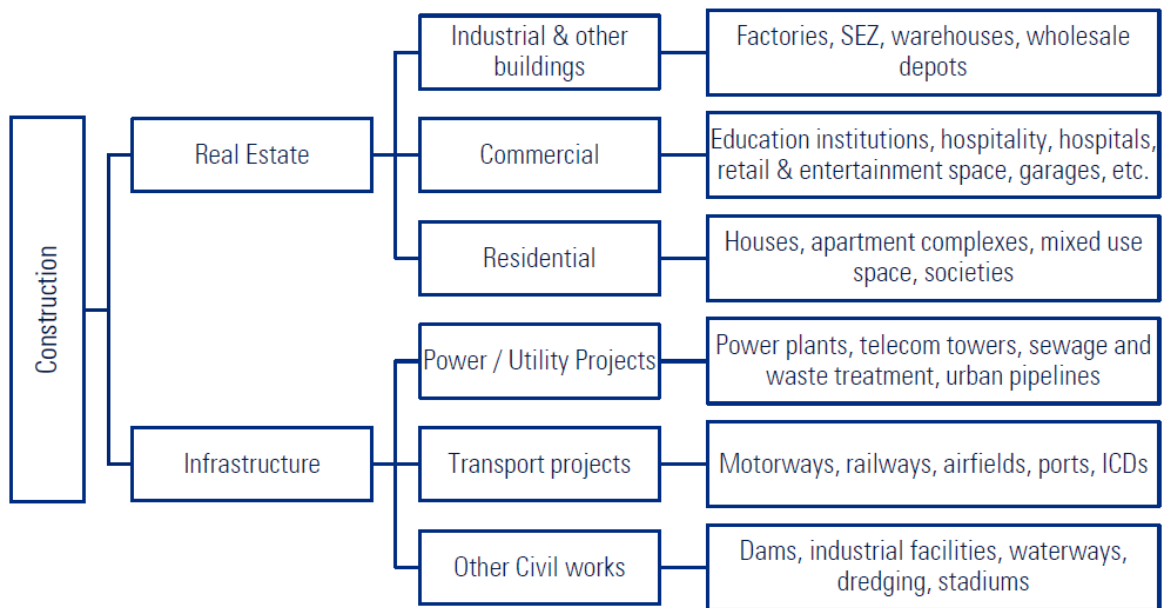 Construction
Real Estate
Industrial & other
buildings
Factories, SEZ, warehouses, wholesale
depots
Commercial
Education institutions, hospitality, hospitals,
retail & entertainment space, garages, etc.
Residential
Houses, apartment complexes, mixed use
space, societies
Infrastructure
Power / Utility Projects
Power plants, telecom towers, sewage and
waste treatment, urban pipelines
Transport projects
Motorways, railways, airfields, ports, ICDs
Other Civil works
Dams, industrial facilities, waterways,
dredging, stadiums